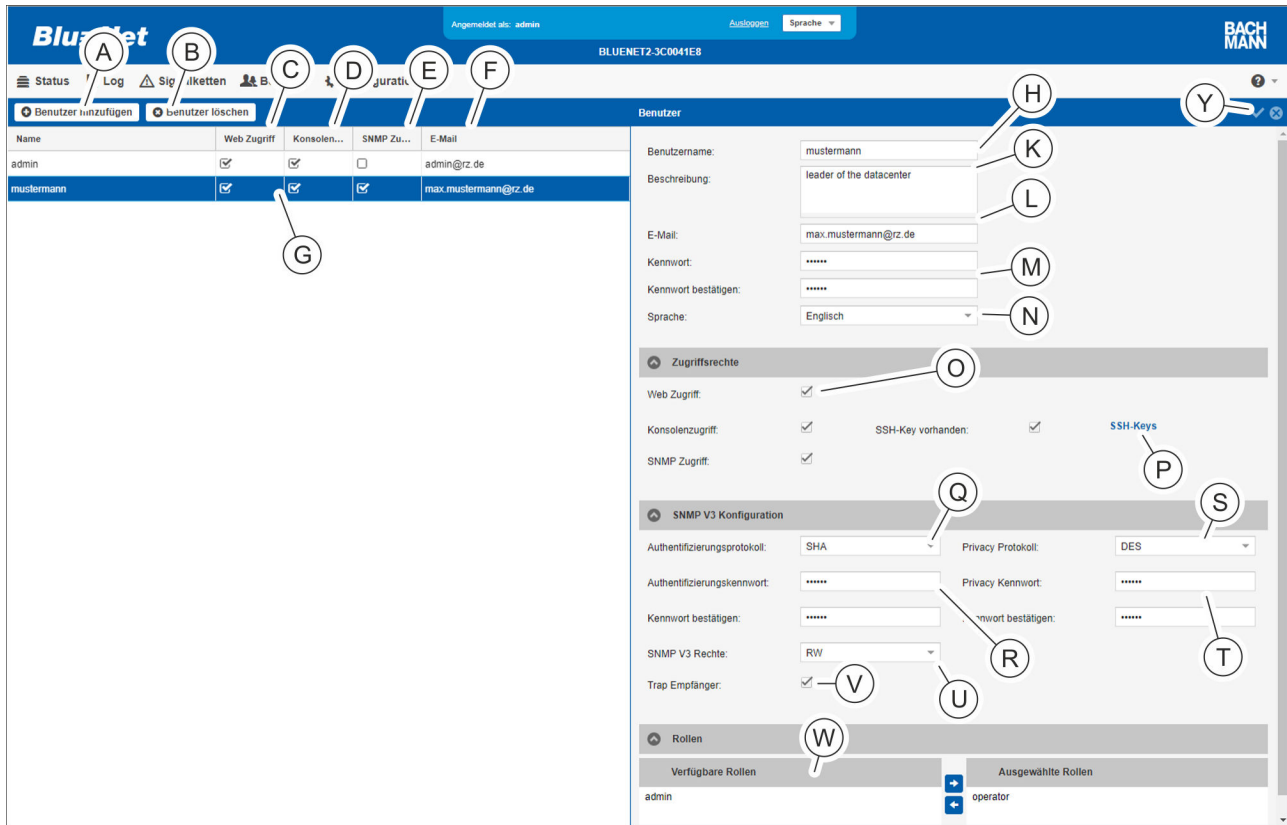 Angemeldet als: admin
Ausloggen
Sprache
BLUENET2-3C0041E8
BACH
MANN
Status
Log
A
B
C
D
E
F
H
Y
Benutzer löschen
Benutzer
Name
Web Zugriff
Konsolen...
SNMP Zu...
E-Mail
admin
admin@rz.de
mustermann
max.mustermann@rz.de
G
Benutzername:
mustermann
K
Beschreibung:
leader of the datacenter
L
E-Mail:
max.mustermann@rz.de
Kennwort:
••••••
M
Kennwort bestätigen:
••••••
Sprache:
Englisch
N
Zugriffsrechte
O
Web Zugriff:
Konsolenzugriff:
SSH-Key vorhanden:
SSH-Keys
SNMP Zugriff:
P
Q
S
SNMP V3 Konfiguration
Authentifizierungsprotokoll:
SHA
Privacy Protokoll:
DES
Authentifizierungskennwort:
••••••
Privacy Kennwort:
••••••
Kennwort bestätigen:
••••••
bestätigen:
••••••
SNMP V3 Rechte:
RW
R
T
Trap Empfänger:
V
U
Rollen
W
Verfügbare Rollen
Ausgewählte Rollen
admin
operator